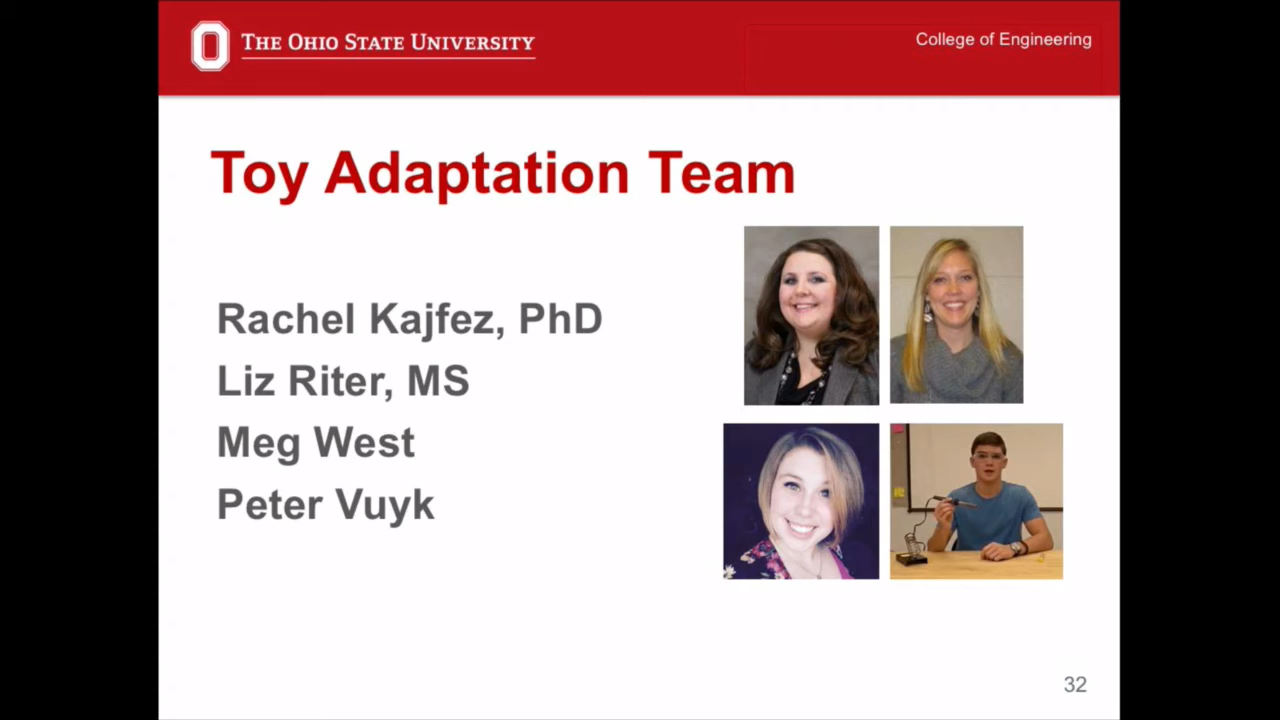 THE OHIO STATE UNIVERSITY
College of Engineering
Toy Adaptation Team
Rachel Kajfez, PhD
Liz Riter, MS
Meg West
Peter Vuyk
32